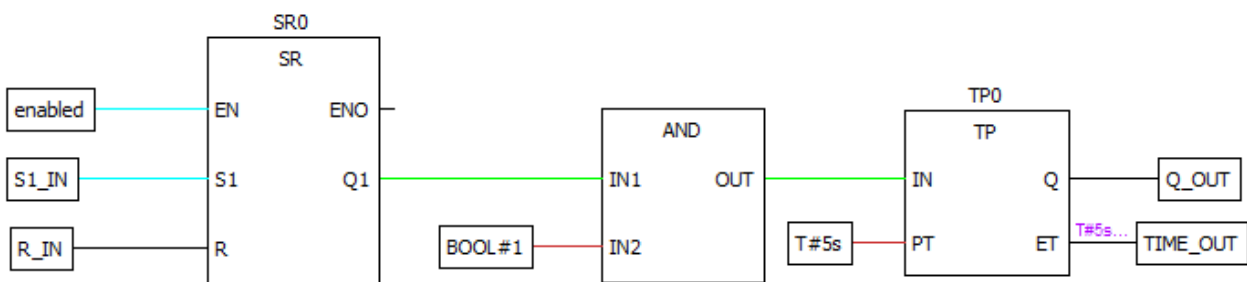 SR0
SR
enabled EN ENO
S1_IN S1 Q1
R_IN R
AND
IN1 OUT
BOOL#1 IN2
TP0
TP
IN Q Q_OUT
T#5s PT ET T#5s... TIME_OUT